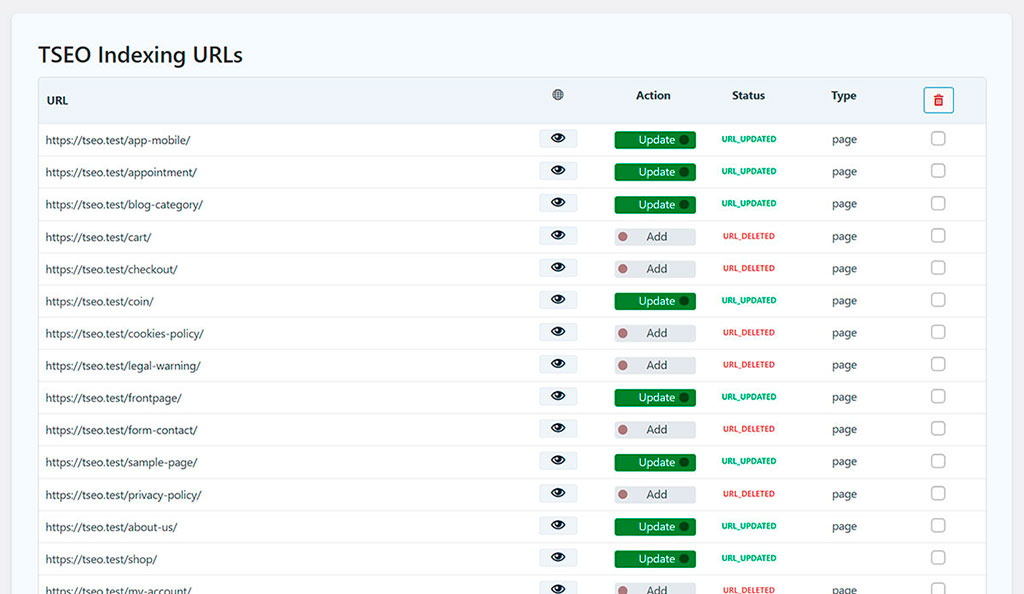 TSEO Indexing URLs
URL Action Status Type
https://tseo.test/app-mobile/ Update URL_UPDATED page
https://tseo.test/appointment/ Update URL_UPDATED page
https://tseo.test/blog-category/ Update URL_UPDATED page
https://tseo.test/cart/ Add URL_DELETED page
https://tseo.test/checkout/ Add URL_DELETED page
https://tseo.test/coin/ Update URL_UPDATED page
https://tseo.test/cookies-policy/ Add URL_DELETED page
https://tseo.test/legal-warning/ Add URL_DELETED page
https://tseo.test/frontpage/ Update URL_UPDATED page
https://tseo.test/form-contact/ Add URL_DELETED page
https://tseo.test/sample-page/ Update URL_UPDATED page
https://tseo.test/privacy-policy/ Add URL_DELETED page
https://tseo.test/about-us/ Update URL_UPDATED page
https://tseo.test/shop/ Update URL_UPDATED
https://tseo.test/my-account/ Add URL_DELETED page